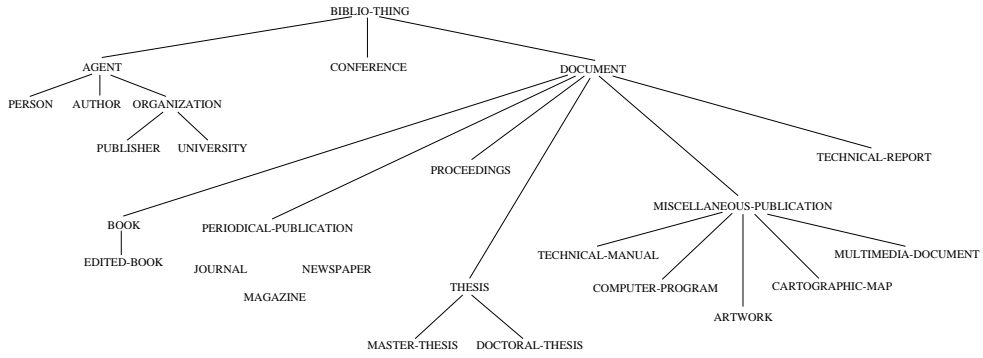 BIBLIO-THING
AGENT
CONFERENCE
DOCUMENT
PERSON
AUTHOR
ORGANIZATION
PUBLISHER
UNIVERSITY
PROCEEDINGS
TECHNICAL-REPORT
BOOK
PERIODICAL-PUBLICATION
MISCELLANEOUS-PUBLICATION
EDITED-BOOK
JOURNAL
NEWSPAPER
MAGAZINE
THESIS
TECHNICAL-MANUAL
MULTIMEDIA-DOCUMENT
COMPUTER-PROGRAM
CARTOGRAPHIC-MAP
ARTWORK
MASTER-THESIS
DOCTORAL-THESIS